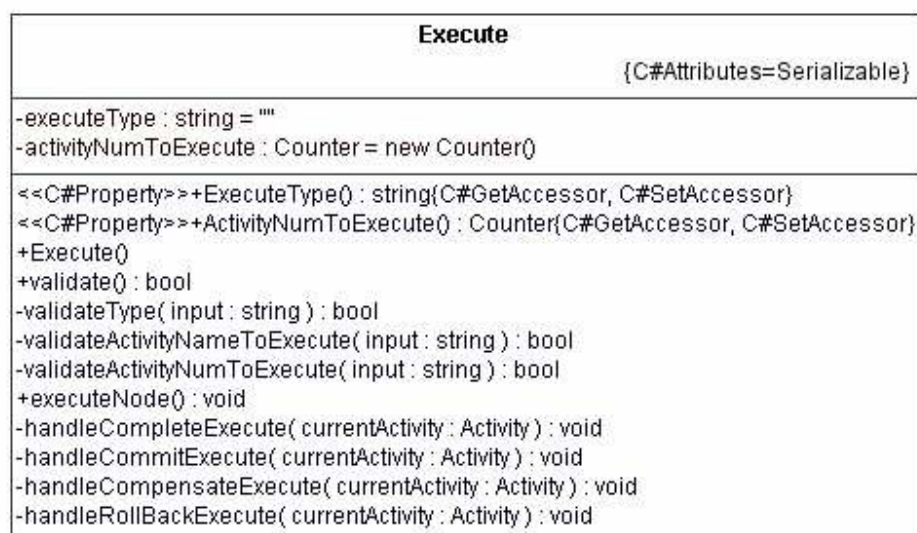 Execute
{C#Attributes=Serializable}
-executeType : string = ""
-activityNumToExecute : Counter = new Counter()
<<C#Property>>+ExecuteType() : string{C#GetAccessor, C#SetAccessor}
<<C#Property>>+ActivityNumToExecute() : Counter{C#GetAccessor, C#SetAccessor}
+Execute()
+validate() : bool
-validateType( input : string ) : bool
-validateActivityNameToExecute( input : string ) : bool
-validateActivityNumToExecute( input : string ) : bool
+executeNode() : void
-handleCompleteExecute( currentActivity : Activity ) : void
-handleCommitExecute( currentActivity : Activity ) : void
-handleCompensateExecute( currentActivity : Activity ) : void
-handleRollBackExecute( currentActivity : Activity ) : void